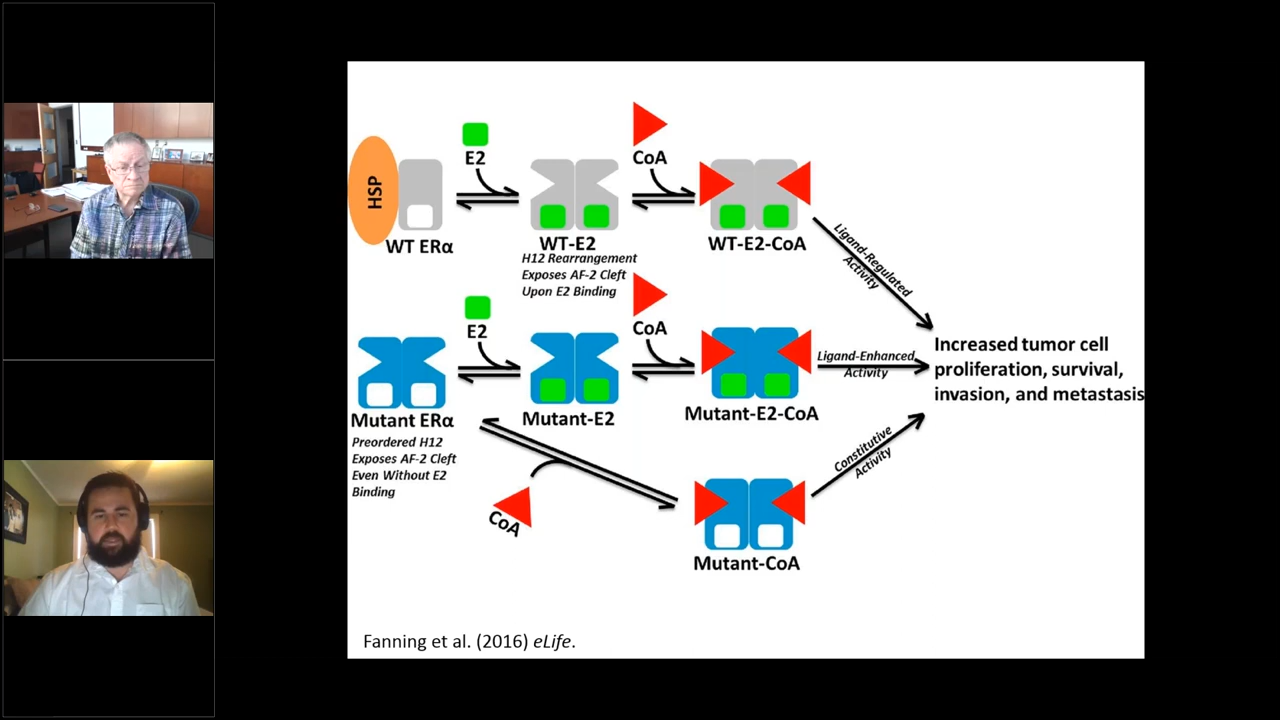 HSP
E2
CoA
WT ERα
WT-E2
H12 Rearrangement
Exposes AF-2 Cleft
Upon E2 Binding
WT-E2-CoA
Ligand-Regulated
Activity
E2
CoA
Mutant ERα
Preordered H12
Exposes AF-2 Cleft
Even Without E2
Binding
Mutant-E2
Mutant-E2-CoA
Ligand-Enhanced
Activity
CoA
Mutant-CoA
Constitutive
Activity
Increased tumor cell
proliferation, survival,
invasion, and metastasis
Fanning et al. (2016) eLife.